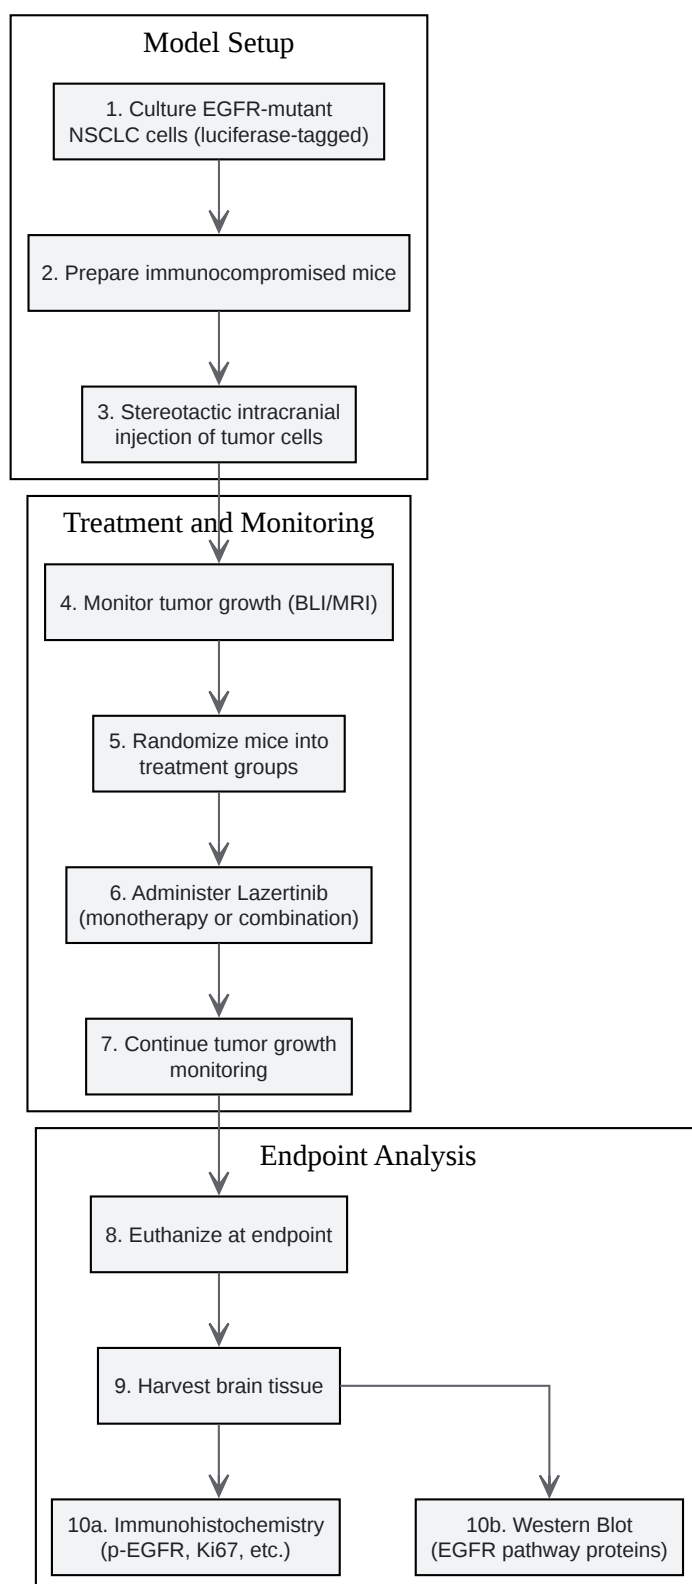 Model Setup
1. Culture EGFR-mutant
NSCLC cells (luciferase-tagged)
2. Prepare immunocompromised mice
3. Stereotactic intracranial
injection of tumor cells
Treatment and Monitoring
4. Monitor tumor growth (BLI/MRI)
5. Randomize mice into
treatment groups
6. Administer Lazertinib
(monotherapy or combination)
7. Continue tumor growth
monitoring
Endpoint Analysis
8. Euthanize at endpoint
9. Harvest brain tissue
10a. Immunohistochemistry
(p-EGFR, Ki67, etc.)
10b. Western Blot
(EGFR pathway proteins)